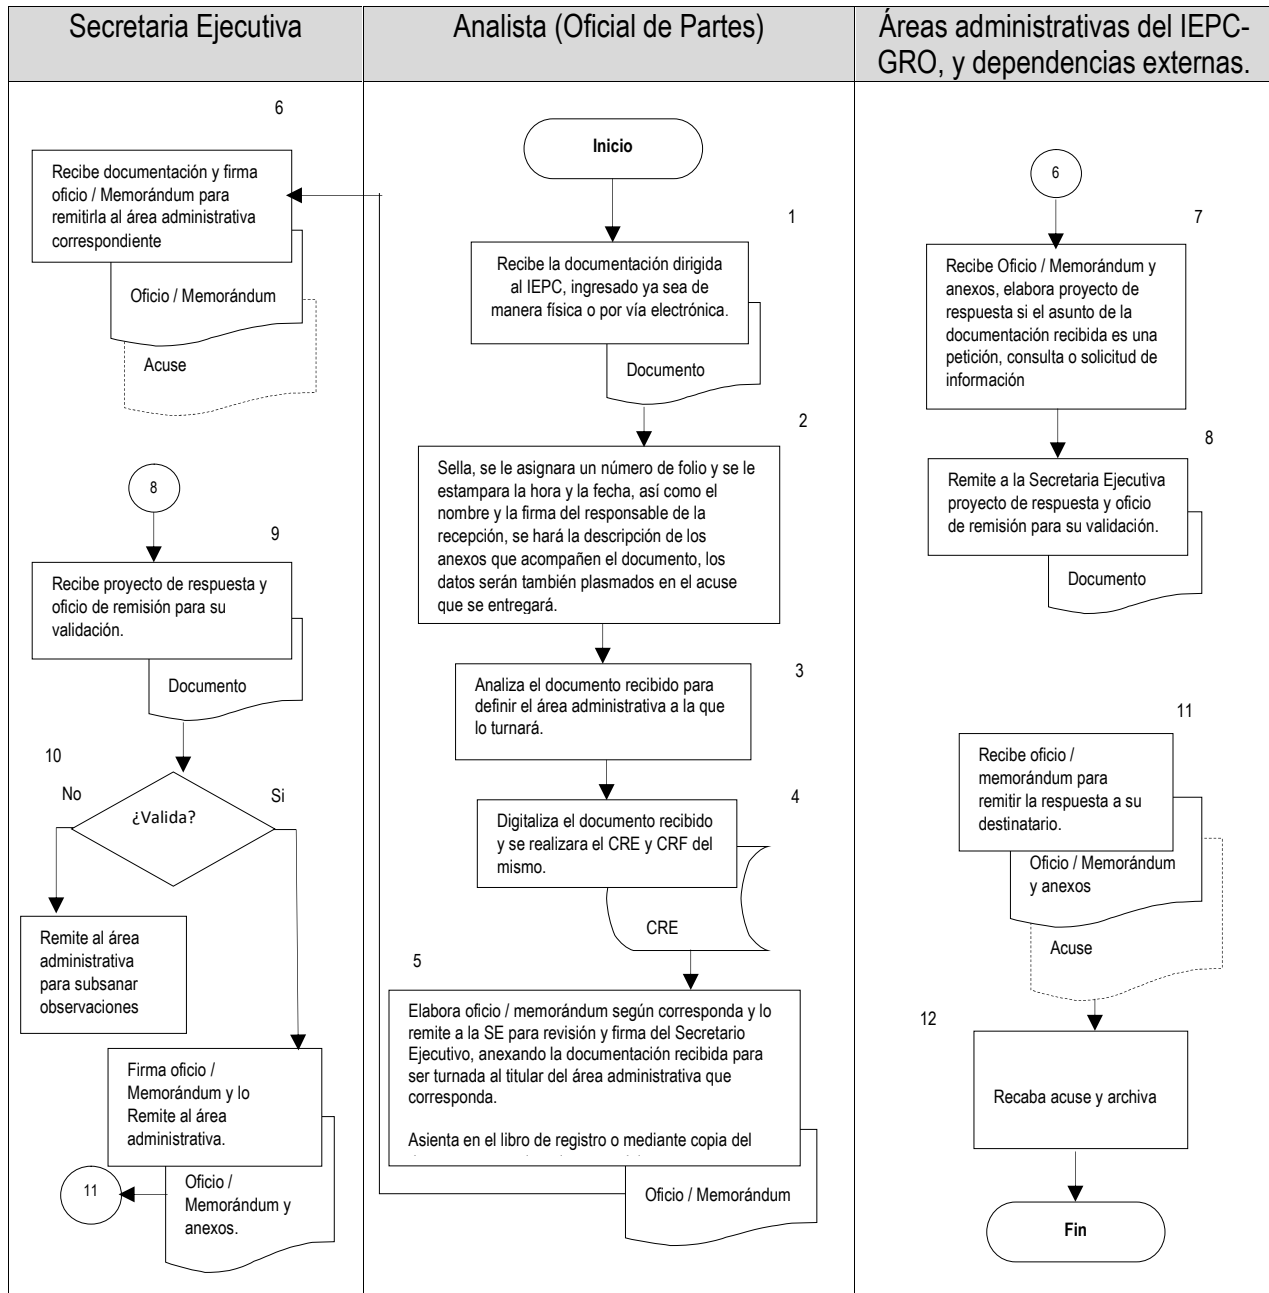 Secretaria Ejecutiva
Analista (Oficial de Partes)
Áreas administrativas del IEPC-
GRO, y dependencias externas.
6
Recibe documentación y firma
oficio / Memorándum para
remitirla al área administrativa
correspondiente
Oficio / Memorándum
Acuse
8
9
Recibe proyecto de respuesta y
oficio de remisión para su
validación.
Documento
10
No
Si
¿Valida?
Remite al área
administrativa
para subsanar
observaciones
Firma oficio /
Memorándum y lo
Remite al área
administrativa.
11
Oficio /
Memorándum y
anexos.
Inicio
1
Recibe la documentación dirigida
al IEPC, ingresado ya sea de
manera física o por vía electrónica.
Documento
2
Sella, se le asignara un número de folio y se le
estampara la hora y la fecha, así como el
nombre y la firma del responsable de la
recepción, se hará la descripción de los
anexos que acompañen el documento, los
datos serán también plasmados en el acuse
que se entregará.
3
Analiza el documento recibido para
definir el área administrativa a la que
lo turnará.
4
Digitaliza el documento recibido
y se realizara el CRE y CRF del
mismo.
CRE
5
Elabora oficio / memorándum según corresponda y lo
remite a la SE para revisión y firma del Secretario
Ejecutivo, anexando la documentación recibida para
ser turnada al titular del área administrativa que
corresponda.
Asienta en el libro de registro o mediante copia del
Oficio / Memorándum
6
7
Recibe Oficio / Memorándum y
anexos, elabora proyecto de
respuesta si el asunto de la
documentación recibida es una
petición, consulta o solicitud de
información
8
Remite a la Secretaria Ejecutiva
proyecto de respuesta y oficio
de remisión para su validación.
Documento
11
Recibe oficio /
memorándum para
remitir la respuesta a su
destinatario.
Oficio / Memorándum
y anexos
Acuse
12
Recaba acuse y archiva
Fin